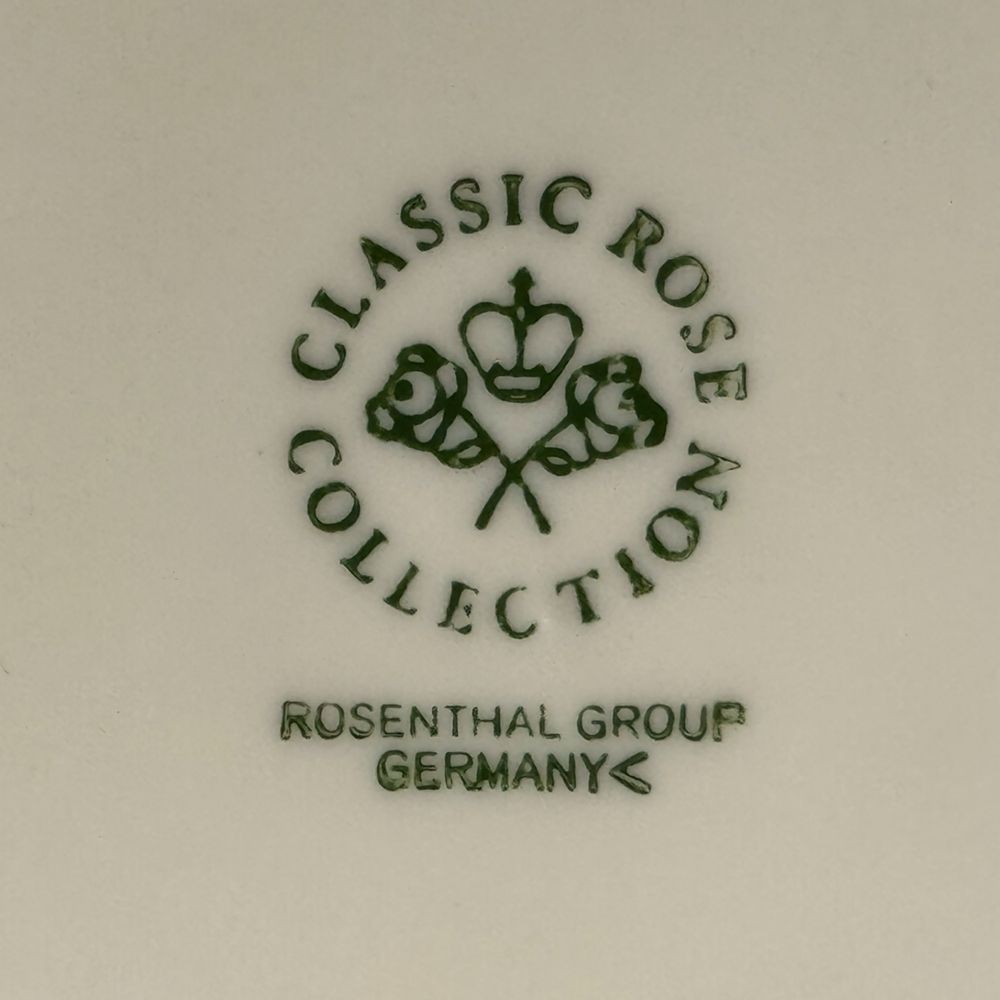 CLASSIC ROSE
COLLECTION
ROSENTHAL GROUP
GERMANY<